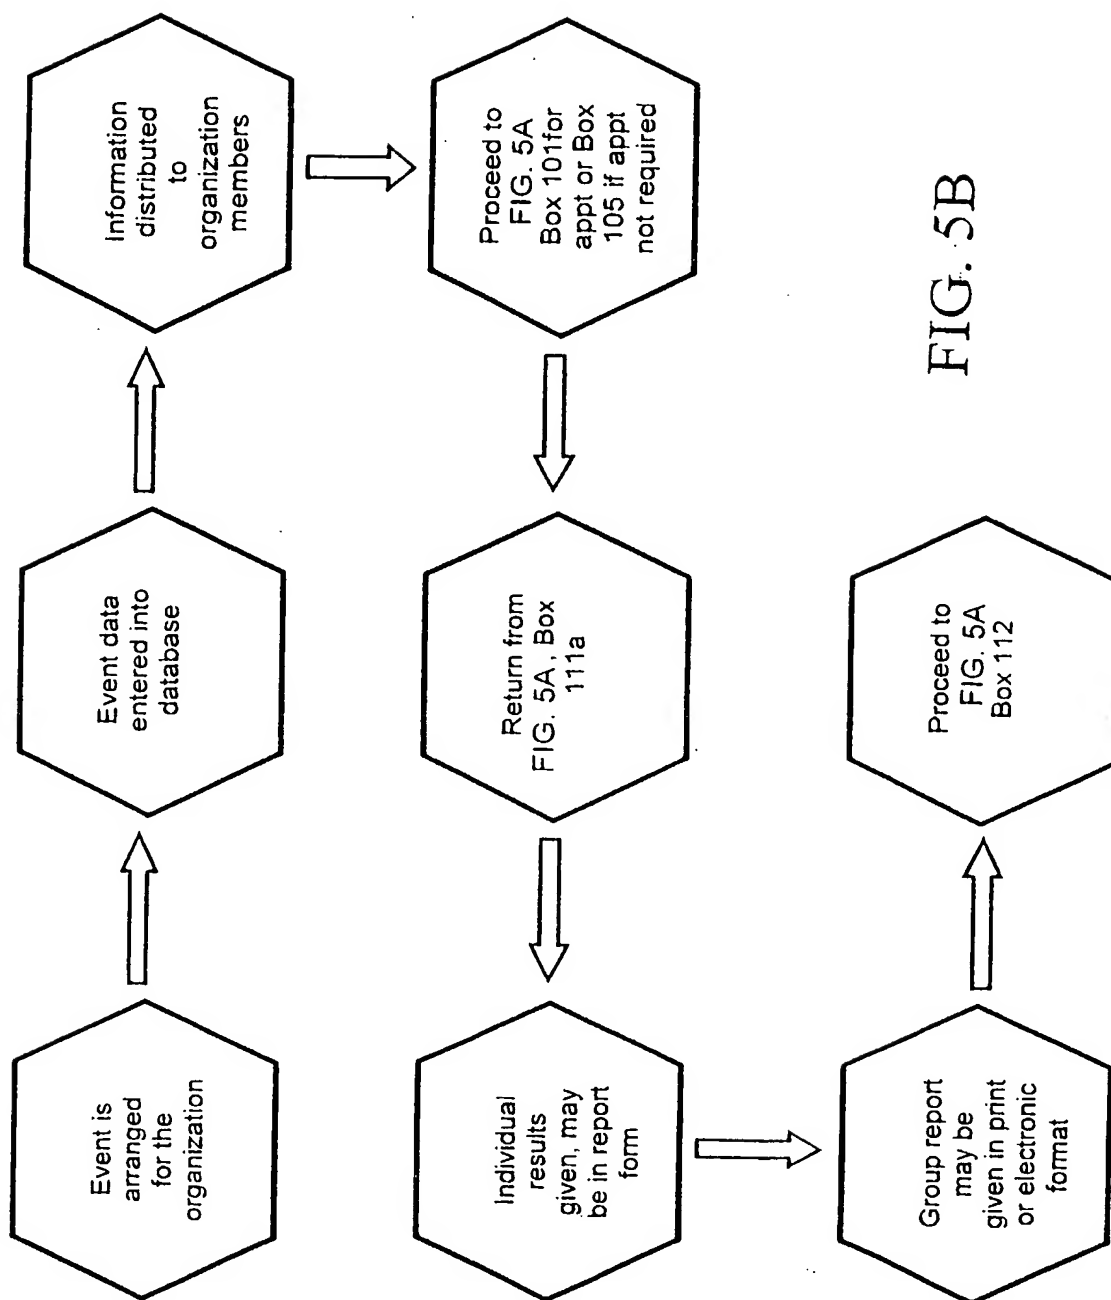 Event is
arranged
for the
organization
Event data
entered into
database
Information
distributed
to
organization
members
Proceed to
FIG. 5A
Box 101for
appt or Box
105 if appt
not required
Return from
FIG. 5A , Box
111a
Individual
results
given, may
be in report
form
Group report
may be
given in print
or electronic
format
Proceed to
FIG. 5A
Box 112
FIG. 5B